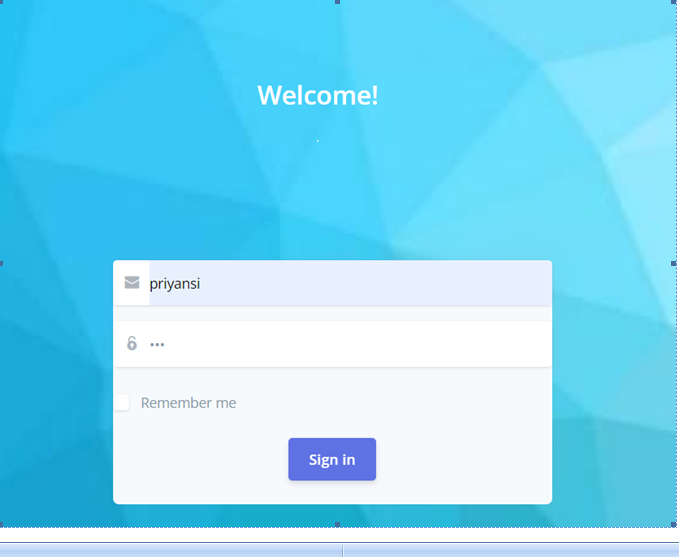 Welcome!
.
priyansi
•••
Remember me
Sign in